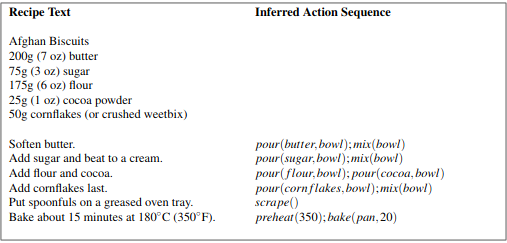 Recipe Text Inferred Action Sequence
Afghan Biscuits
200g (7 oz) butter
75g (3 oz) sugar
175g (6 oz) flour
25g (1 oz) cocoa powder
50g cornflakes (or crushed weetbix)
Soften butter. pour(butter,bowl);mix(bowl)
Add sugar and beat to a cream. pour(sugar,bowl);mix(bowl)
Add flour and cocoa. pour(flour,bowl);pour(cocoa,bowl)
Add cornflakes last. pour(cornflakes,bowl);mix(bowl)
Put spoonfuls on a greased oven tray. scrape()
Bake about 15 minutes at 180°C (350°F). preheat(350);bake(pan,20)